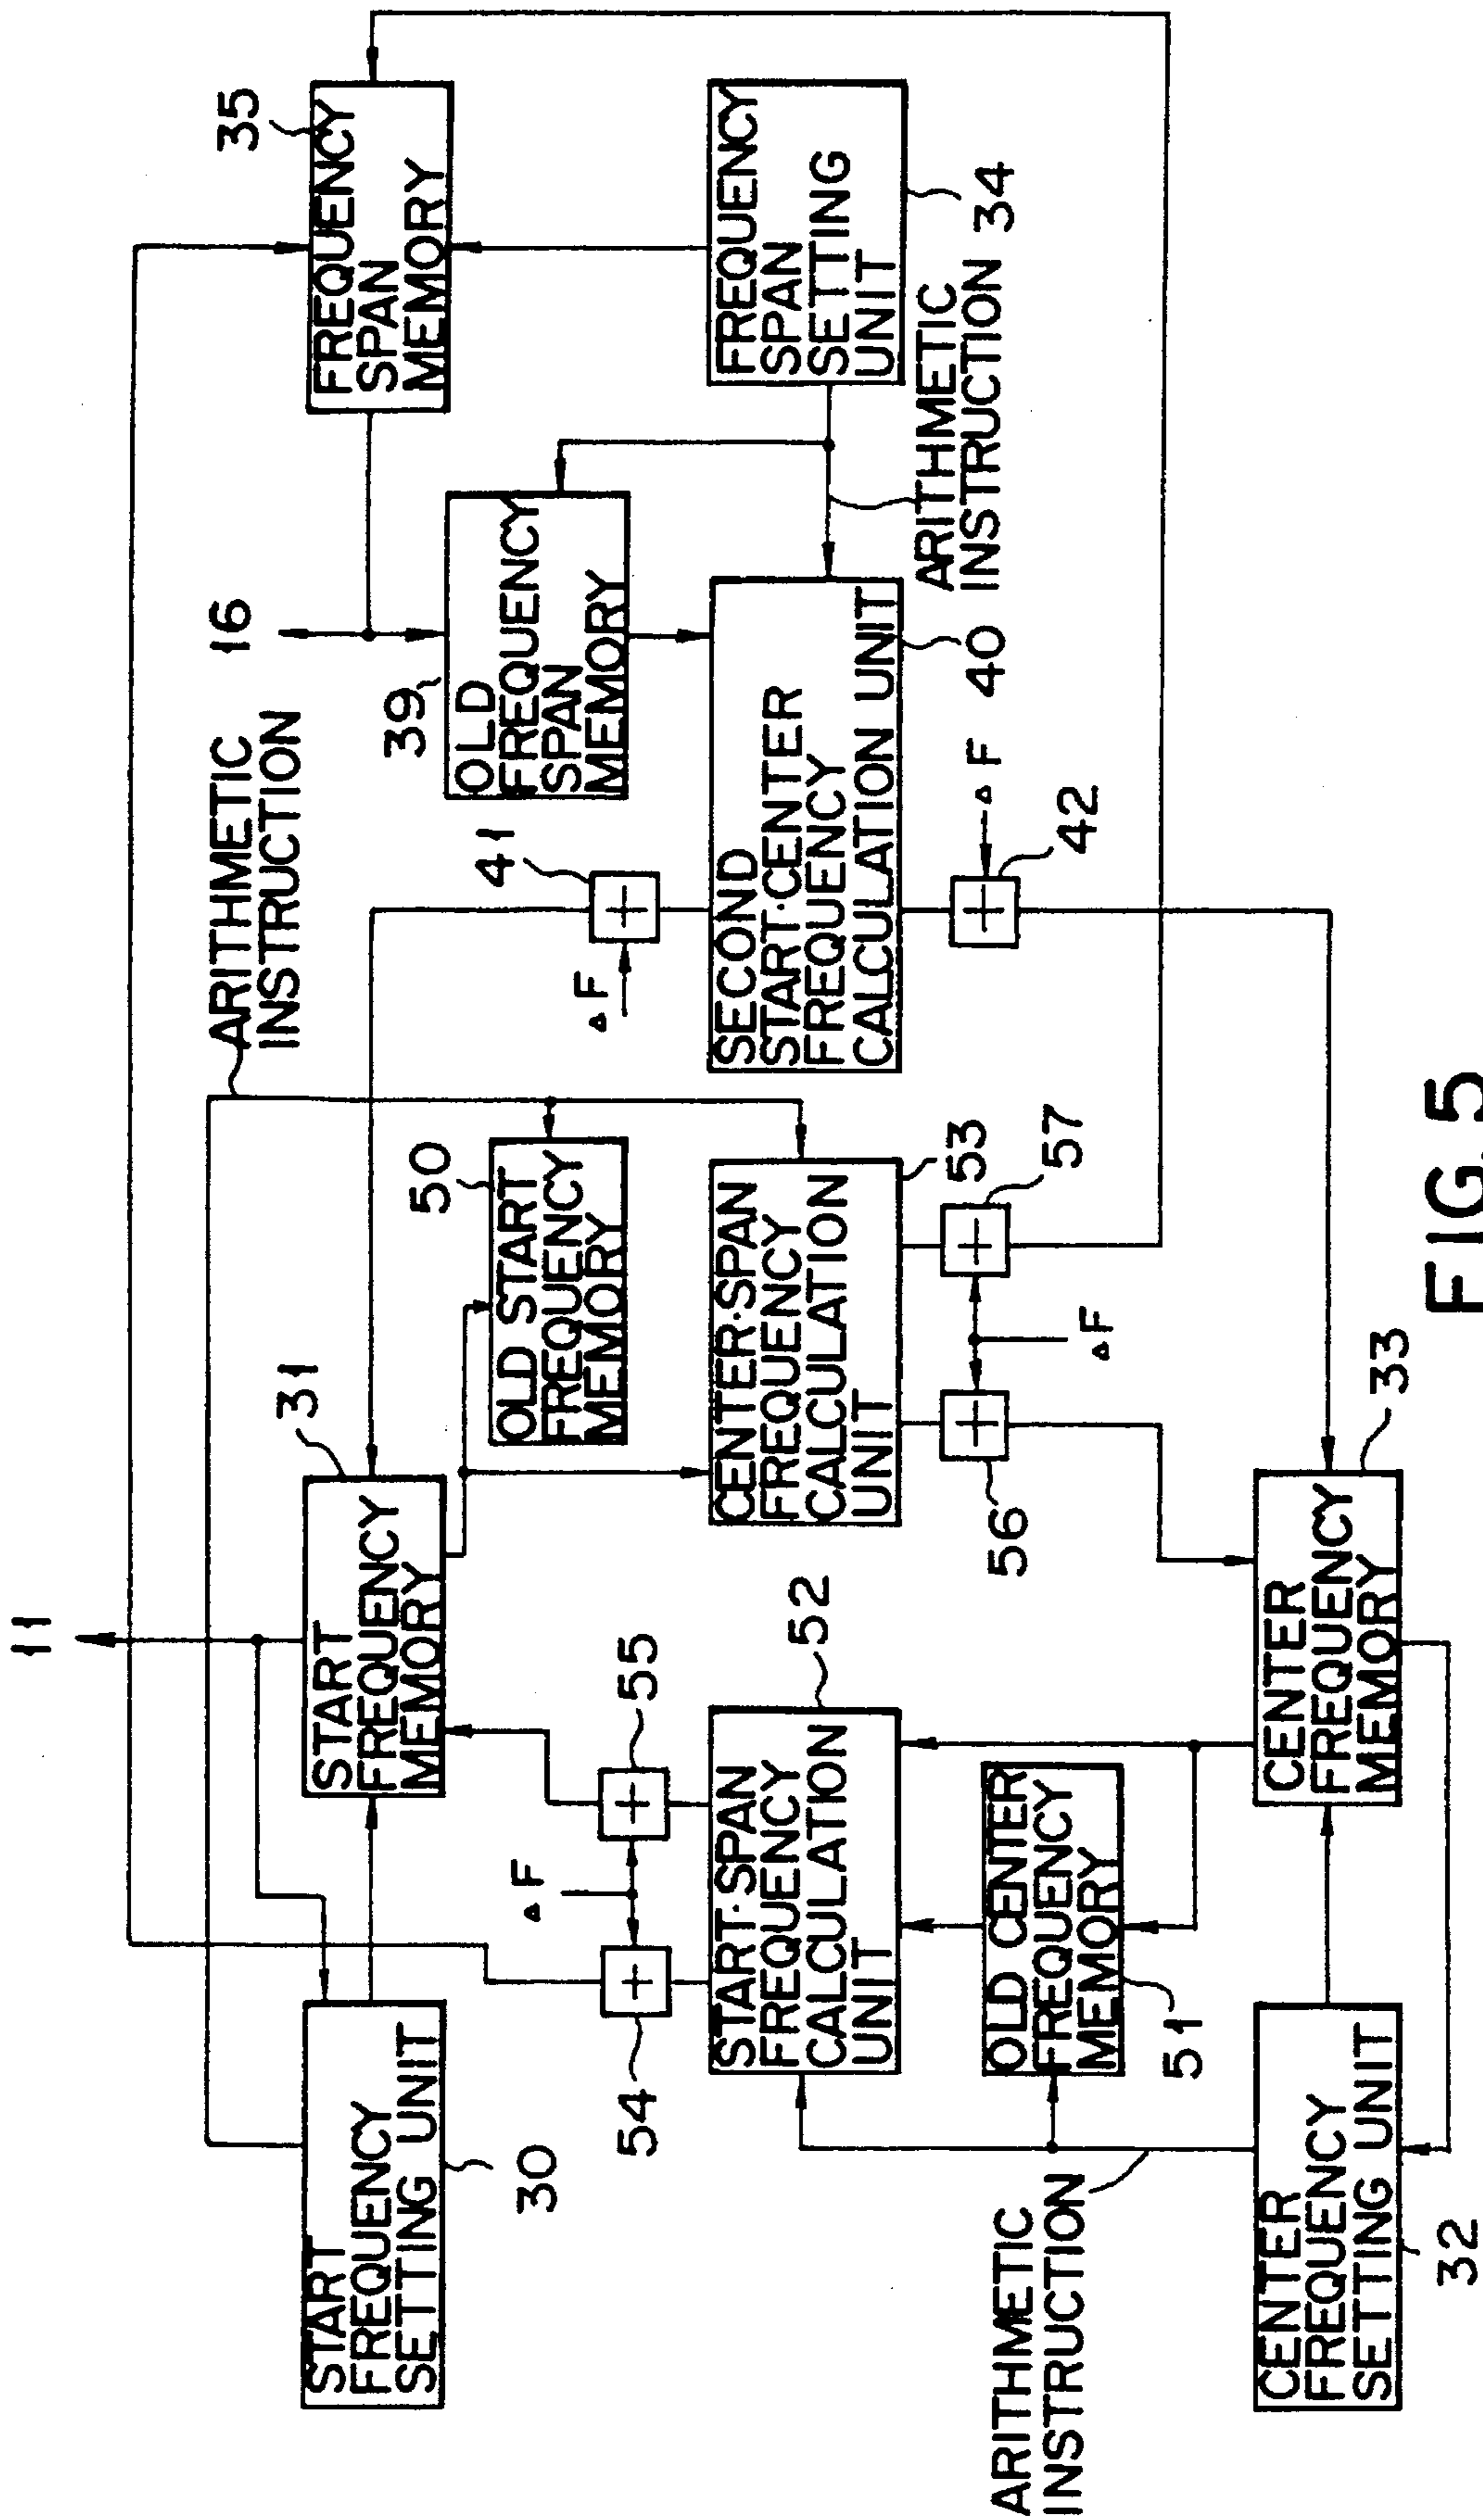 11
ARITHMETIC
INSTRUCTION
16
35
START
FREQUENCY
SETTING UNIT
30
START
FREQUENCY
MEMORY
31
FREQUENCY
SPAN
MEMORY
50
OLD START
FREQUENCY
MEMORY
39
OLD
FREQUENCY
SPAN
MEMORY
54
△F
55
△F
41
START·SPAN
FREQUENCY
CALCULATION
UNIT
52
CENTER·SPAN
FREQUENCY
CALCULATION
UNIT
53
SECOND
START·CENTER
FREQUENCY
CALCULATION UNIT
40
FREQUENCY
SPAN
SETTING
UNIT
34
ARITHMETIC
INSTRUCTION
56
57
△F
△F
42
OLD CENTER
FREQUENCY
MEMORY
51
ARITHMETIC
INSTRUCTION
CENTER
FREQUENCY
SETTING UNIT
32
CENTER
FREQUENCY
MEMORY
33
FIG. 5